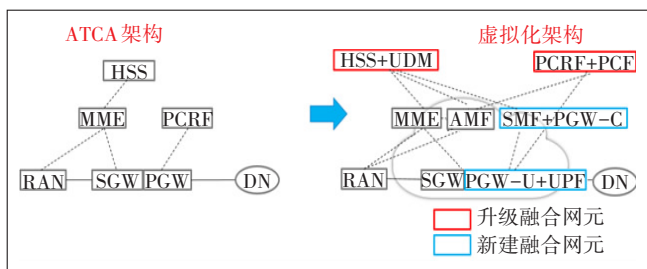 ATCA架构
HSS
MME
PCRF
RAN
SGW
PGW
DN
虚拟化架构
HSS+UDM
PCRF+PCF
MME
AMF
SMF+PGW-C
RAN
SGW
PGW-U+UPF
DN
升级融合网元
新建融合网元